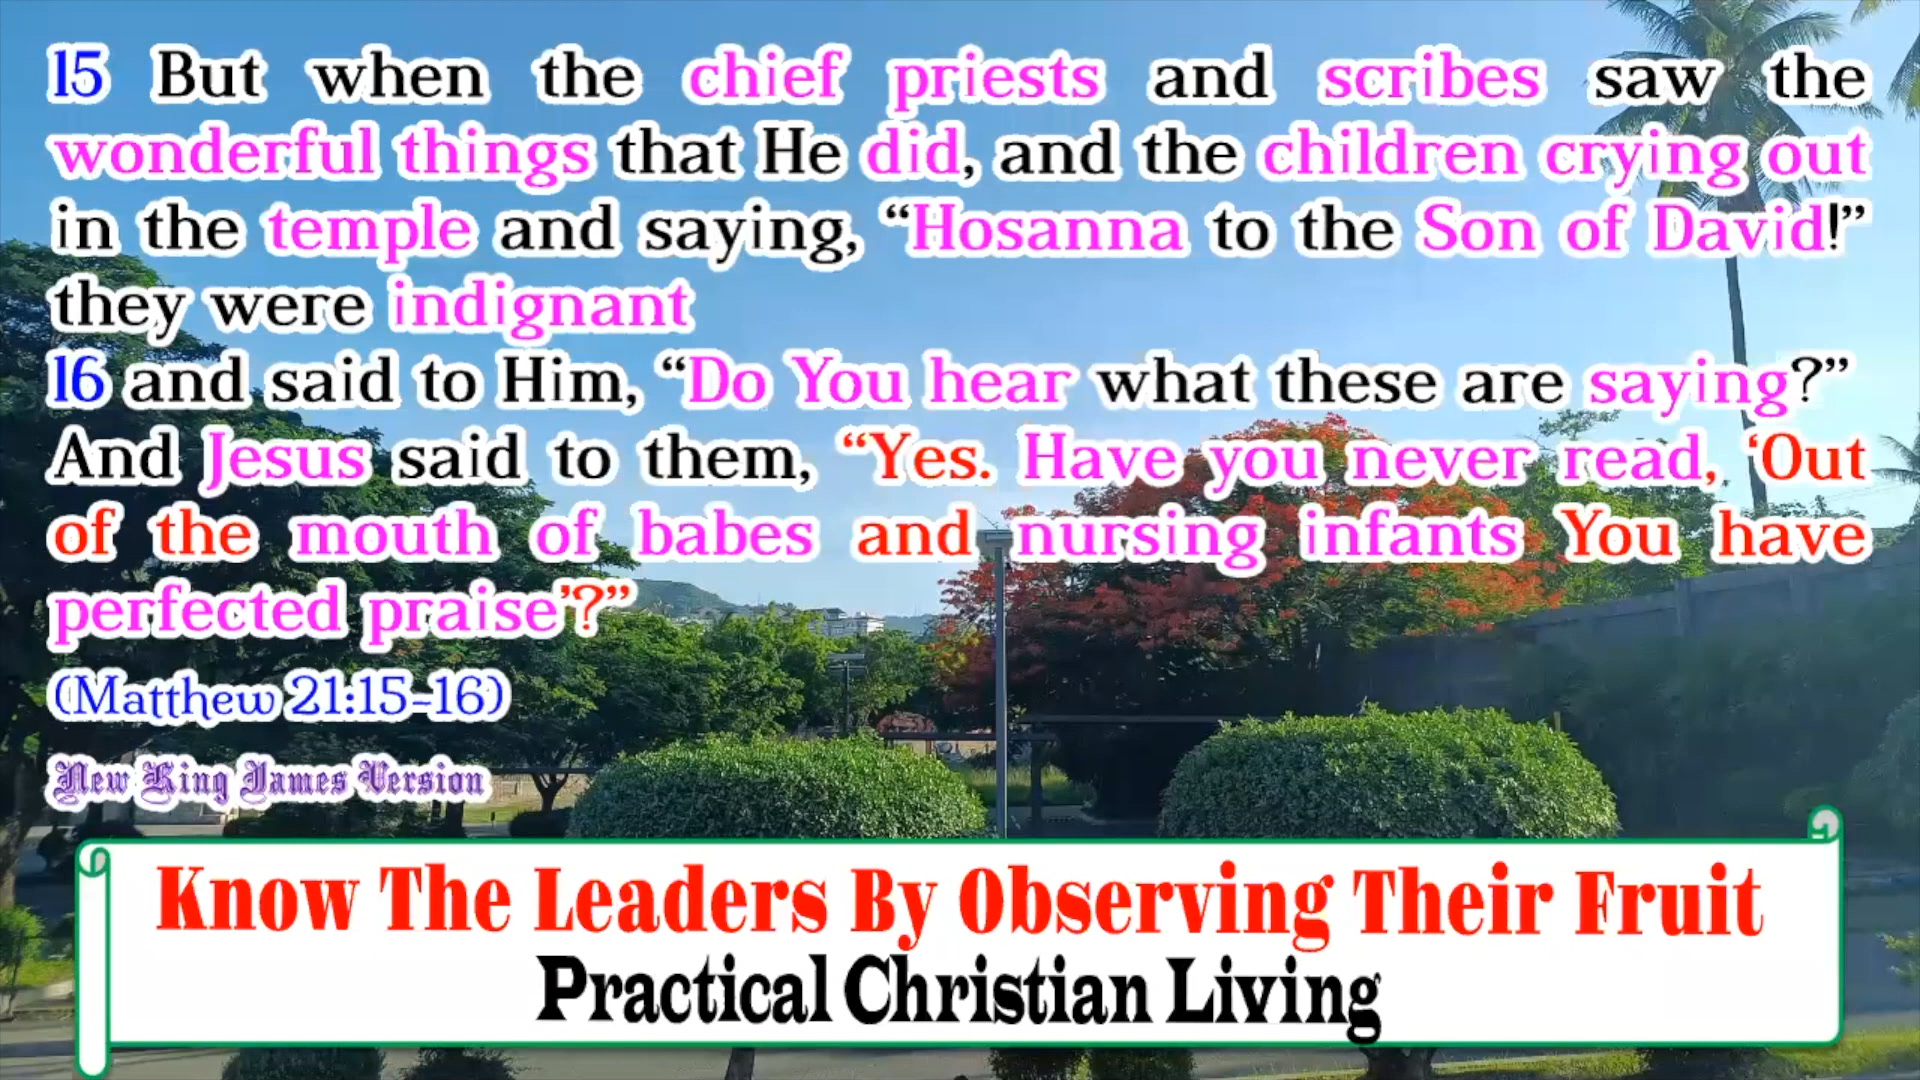 15 But when the chief priests and scribes saw the
wonderful things that He did, and the children crying out
in the temple and saying, “Hosanna to the Son of David!”
they were indignant
16 and said to Him, “Do You hear what these are saying?”
And Jesus said to them, “Yes. Have you never read, ‘Out
of the mouth of babes and nursing infants You have
perfected praise’?”
(Matthew 21:15-16)
New King James Version
Know The Leaders By Observing Their Fruit
Practical Christian Living